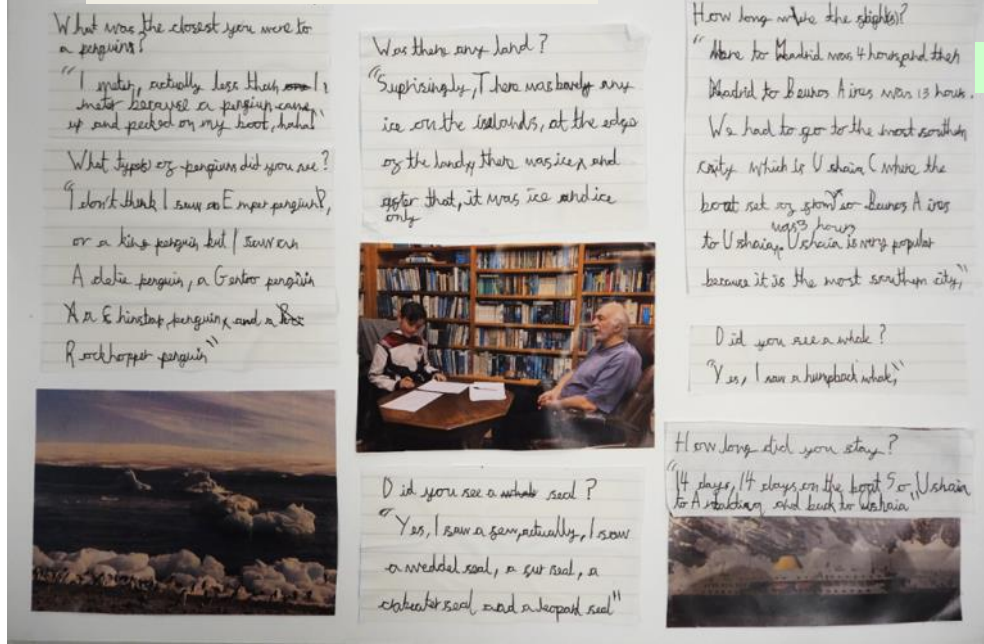 What was the closest you were to
a penguins?
"1 meter, actually less than 1
meter because a penguin came
up and pecked on my boot, haha"
What types of penguins did you see?
"I don't think I saw an Emper penguin,
or a king penguin but I saw an
Adelie penguin, a Gentoo penguin
a Chinstrap penguin, and a
Rockhopper penguin"
Was there any land?
"Suprisingly, There was barely any
ice on the iselands, at the edge
of the land, there was ice, and
after that, it was ice and ice
only
Did you see a whale seal?
"Yes, I saw a few, actually, I saw
a weddel seal, a fur seal, a
crabeater seal and a leopard seal"
How long where the flight(s)?
"Here to Madrid was 4 hours, and then
Madrid to Beunos Aires was 13 hours.
We had to go to the most southern
city which is Ushaia (where the
boat set of from) so Beunos Aires
was 3 hours
to Ushaia, Ushaia is very popular
because it is the most southern city,"
Did you see a whale?
"Yes, I saw a humpback whale,"
How long did you stay?
"14 days, 14 days on the boat So, Ushaia
to and back to Ushaia"